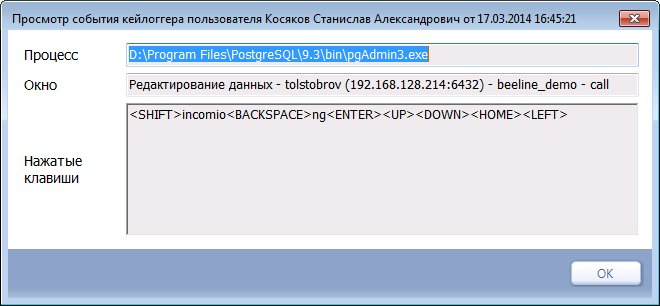 Просмотр события кейлоггера пользователя Косяков Станислав Александрович от 17.03.2014 16:45:21
Процесс
D:\Program Files\PostgreSQL\9.3\bin\pgAdmin3.exe
Окно
Редактирование данных - tolstobrov (192.168.128.214:6432) - beeline_demo - call
<SHIFT>incomio<BACKSPACE>ng<ENTER><UP><DOWN><HOME><LEFT>
Нажатые
клавиши
OK